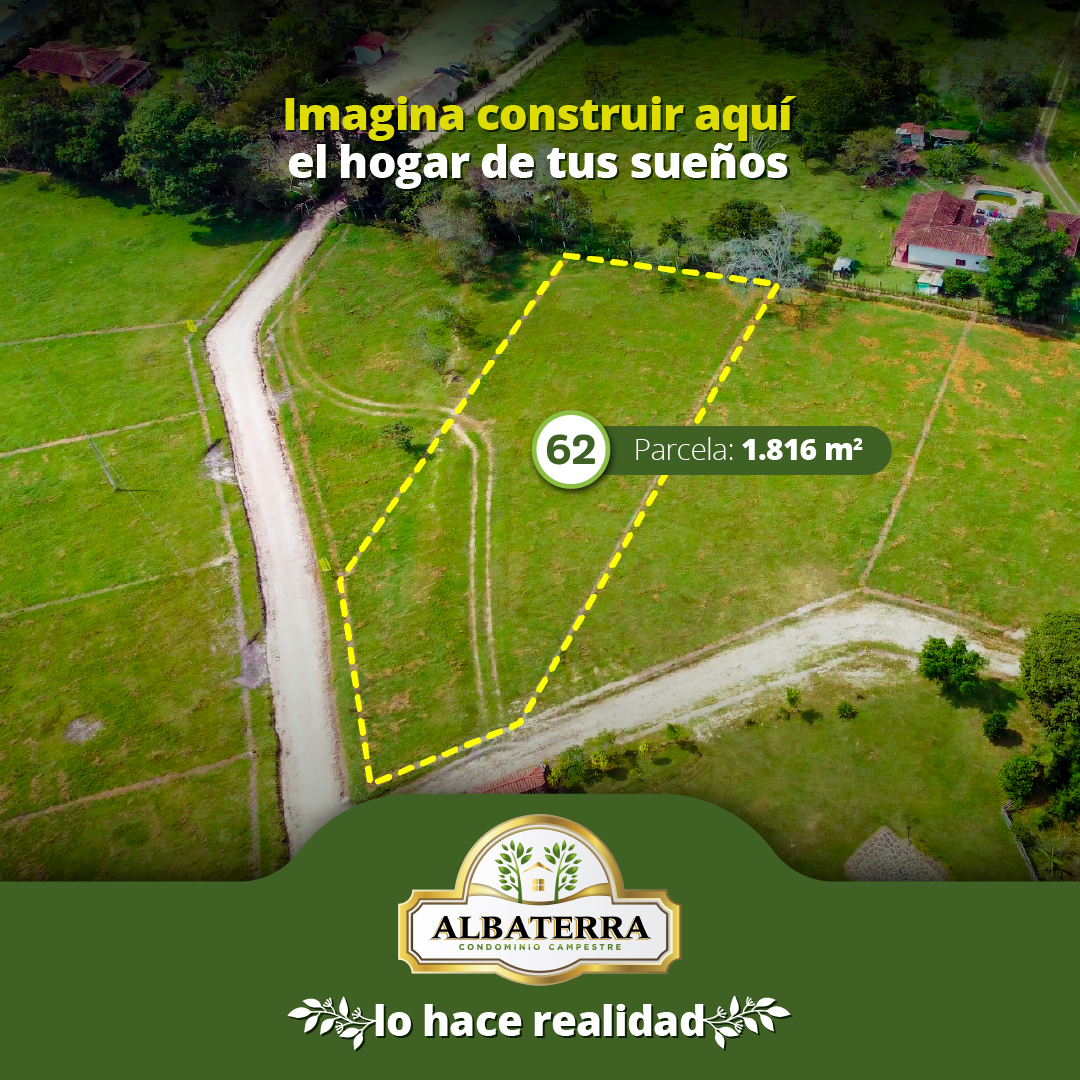 Imagina construir aquí
el hogar de tus sueños
62
Parcela: 1.816 m²
ALBATERRA
CONDOMINIO CAMPESTRE
lo hace realidad